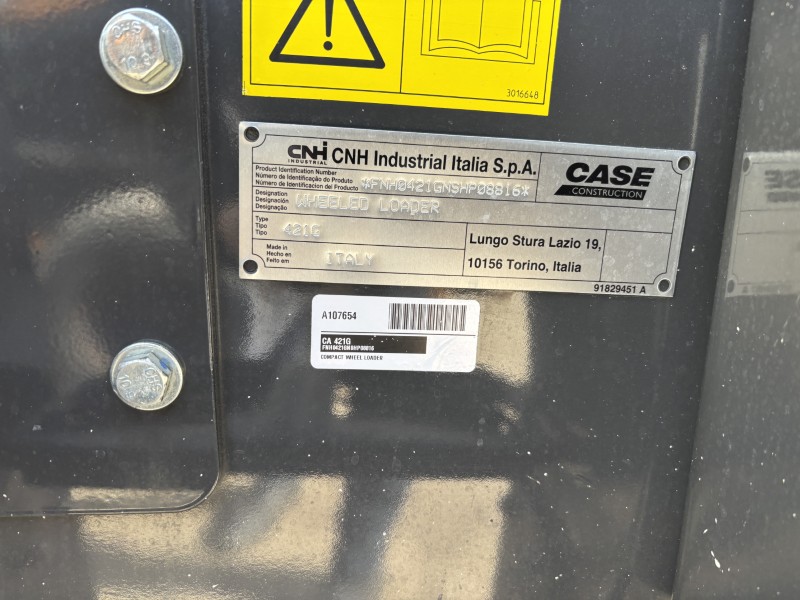 3016648
CNH
INDUSTRIAL
CNH Industrial Italia S.p.A.
CASE
CONSTRUCTION
Product Identification Number
Número de Identificação do Produto
Número de Identificacion del Producto
*FNH0421GNSHP08816*
Designation
Designação
Designación
WHEELED LOADER
Type
Tipo
Tipo
421G
Made in
Hecho en
Feito em
ITALY
Lungo Stura Lazio 19,
10156 Torino, Italia
91829451 A
A107654
CA 421G
FNH0421GNSHP08816
COMPACT WHEEL LOADER